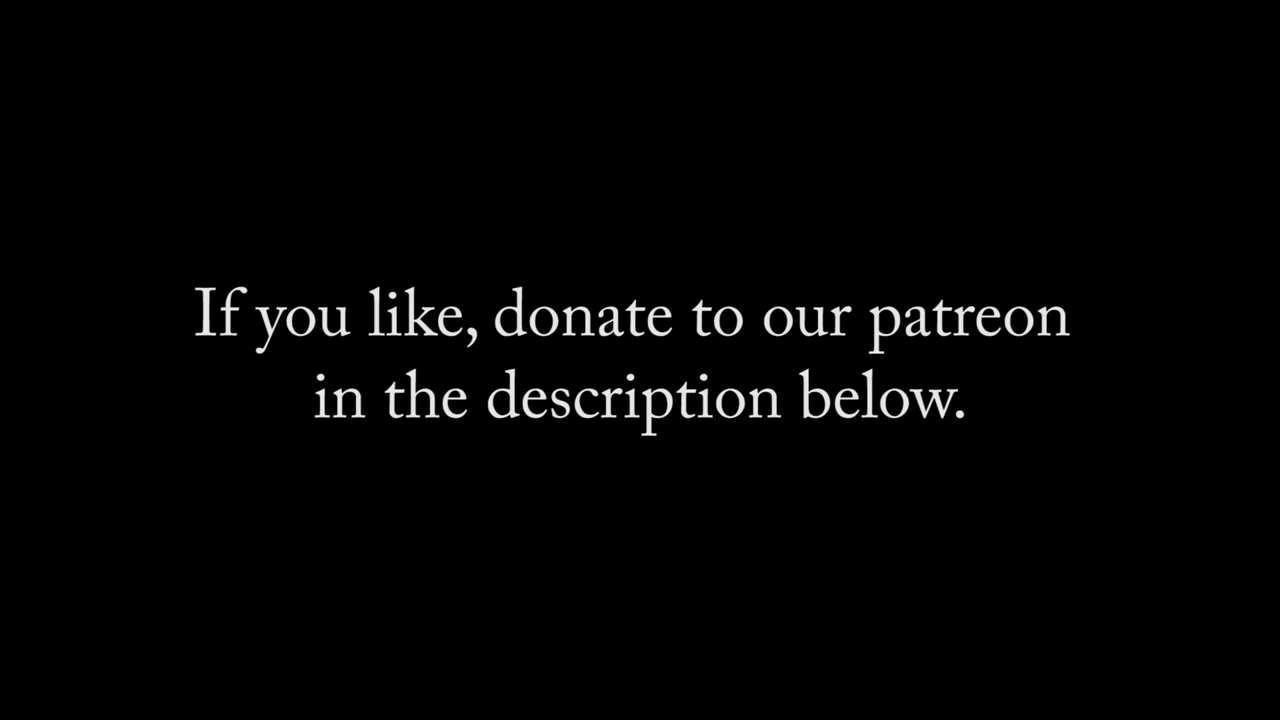 If you like, donate to our patreon
in the description below.